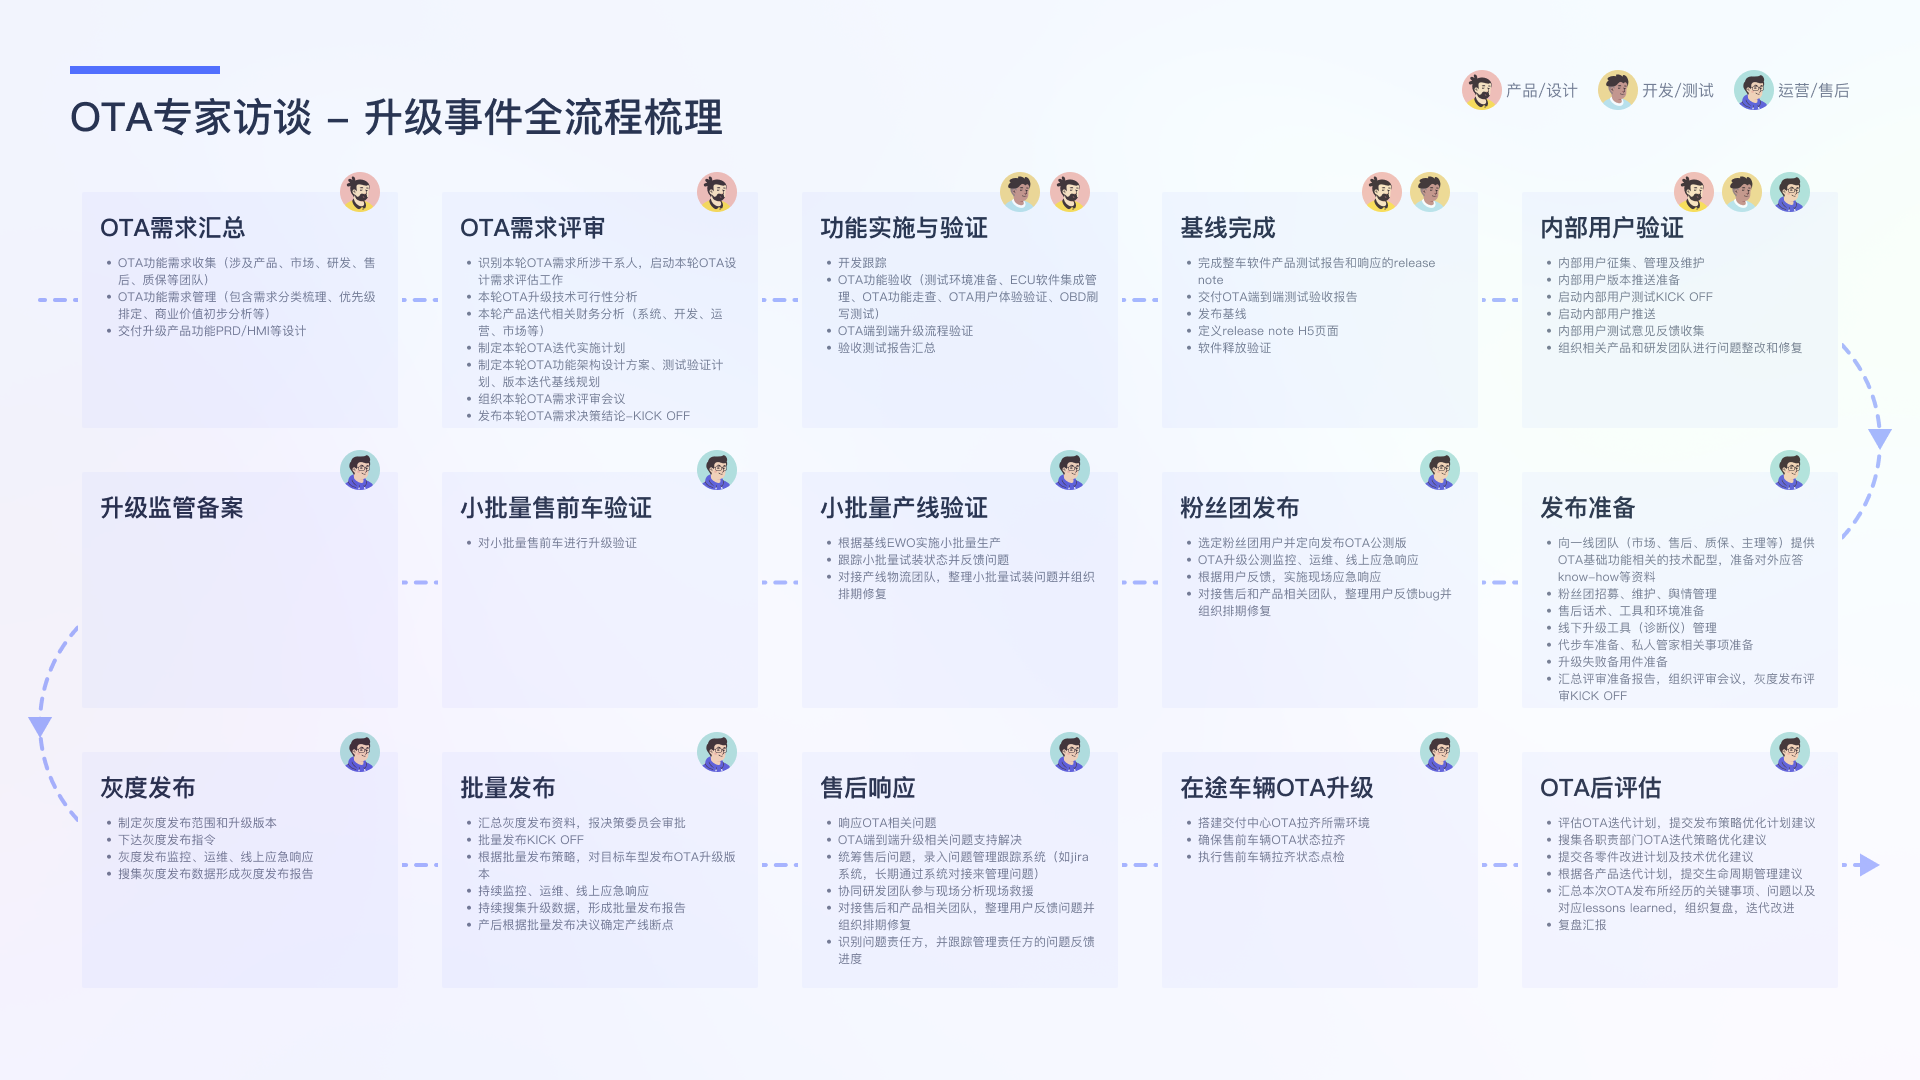 OTA专家访谈 – 升级事件全流程梳理
产品/设计
开发/测试
运营/售后
OTA需求汇总
OTA功能需求收集（涉及产品、市场、研发、售
后、质保等团队）
OTA功能需求管理（包含需求分类梳理、优先级
排定、商业价值初步分析等）
交付升级产品功能PRD/HMI等设计
OTA需求评审
识别本轮OTA需求所涉干系人，启动本轮OTA设
计需求评估工作
本轮OTA升级技术可行性分析
本轮产品迭代相关财务分析（系统、开发、运
营、市场等）
制定本轮OTA迭代实施计划
制定本轮OTA功能架构设计方案、测试验证计
划、版本迭代基线规划
组织本轮OTA需求评审会议
发布本轮OTA需求决策结论–KICK OFF
功能实施与验证
开发跟踪
OTA功能验收（测试环境准备、ECU软件集成管
理、OTA功能走查、OTA用户体验验证、OBD刷
写测试）
OTA端到端升级流程验证
验收测试报告汇总
基线完成
完成整车软件产品测试报告和响应的release
note
交付OTA端到端测试验收报告
发布基线
定义release note H5页面
软件释放验证
内部用户验证
内部用户征集、管理及维护
内部用户版本推送准备
启动内部用户测试KICK OFF
启动内部用户推送
内部用户测试意见反馈收集
组织相关产品和研发团队进行问题整改和修复
升级监管备案
小批量售前车验证
对小批量售前车进行升级验证
小批量产线验证
根据基线EWO实施小批量生产
跟踪小批量试装状态并反馈问题
对接产线物流团队，整理小批量试装问题并组织
排期修复
粉丝团发布
选定粉丝团用户并定向发布OTA公测版
OTA升级公测监控、运维、线上应急响应
根据用户反馈，实施现场应急响应
对接售后和产品相关团队，整理用户反馈bug并
组织排期修复
发布准备
向一线团队（市场、售后、质保、主理等）提供
OTA基础功能相关的技术配型，准备对外应答
know–how等资料
粉丝团招募、维护、舆情管理
售后话术、工具和环境准备
线下升级工具（诊断仪）管理
代步车准备、私人管家相关事项准备
升级失败备用件准备
汇总评审准备报告，组织评审会议，灰度发布评
审KICK OFF
灰度发布
制定灰度发布范围和升级版本
下达灰度发布指令
灰度发布监控、运维、线上应急响应
搜集灰度发布数据形成灰度发布报告
批量发布
汇总灰度发布资料，报决策委员会审批
批量发布KICK OFF
根据批量发布策略，对目标车型发布OTA升级版
本
持续监控、运维、线上应急响应
持续搜集升级数据，形成批量发布报告
产后根据批量发布决议确定产线断点
售后响应
响应OTA相关问题
OTA端到端升级相关问题支持解决
统筹售后问题，录入问题管理跟踪系统（如jira
系统，长期通过系统对接来管理问题）
协同研发团队参与现场分析现场救援
对接售后和产品相关团队，整理用户反馈问题并
组织排期修复
识别问题责任方，并跟踪管理责任方的问题反馈
进度
在途车辆OTA升级
搭建交付中心OTA拉齐所需环境
确保售前车辆OTA状态拉齐
执行售前车辆拉齐状态点检
OTA后评估
评估OTA迭代计划，提交发布策略优化计划建议
搜集各职责部门OTA迭代策略优化建议
提交各零件改进计划及技术优化建议
根据各产品迭代计划，提交生命周期管理建议
汇总本次OTA发布所经历的关键事项、问题以及
对应lessons learned，组织复盘，迭代改进
复盘汇报